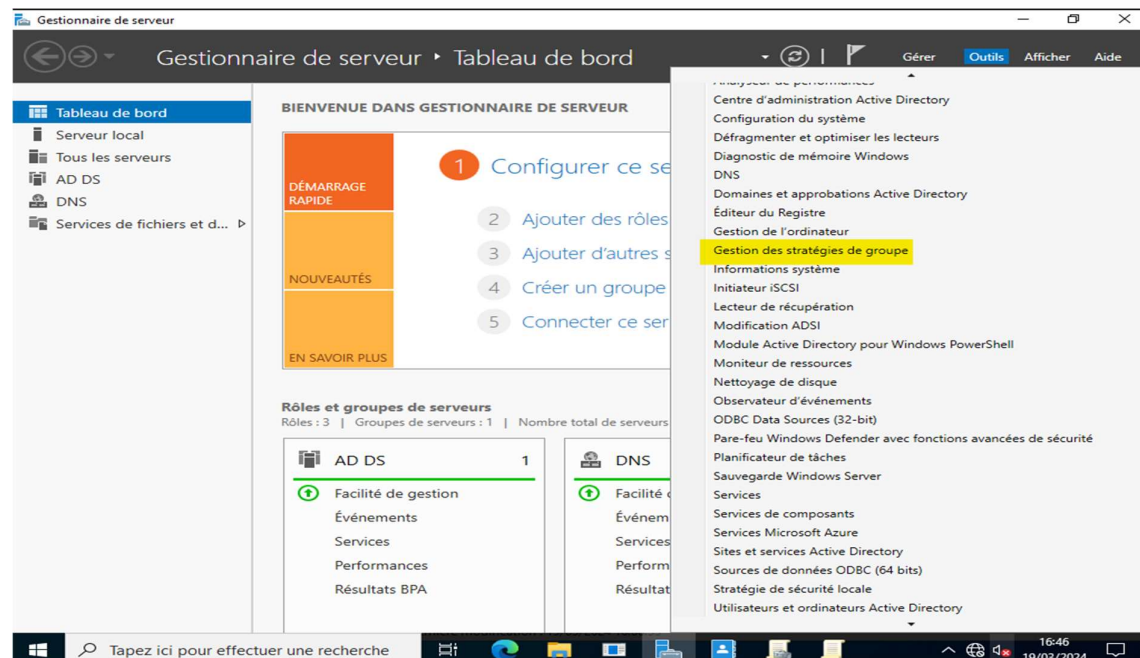 Gestionnaire de serveur
Gestionnaire de serveur ‣ Tableau de bord
Gérer
Outils
Afficher
Aide
Tableau de bord
Serveur local
Tous les serveurs
AD DS
DNS
Services de fichiers et d...
BIENVENUE DANS GESTIONNAIRE DE SERVEUR
DÉMARRAGE
RAPIDE
NOUVEAUTÉS
EN SAVOIR PLUS
1 Configurer ce se
2 Ajouter des rôles
3 Ajouter d'autres s
4 Créer un groupe
5 Connecter ce ser
Rôles et groupes de serveurs
Rôles : 3 | Groupes de serveurs : 1 | Nombre total de serveurs
AD DS 1
Facilité de gestion
Événements
Services
Performances
Résultats BPA
DNS
Facilité
Événem
Services
Perform
Résultat
Analyseur de performances
Centre d'administration Active Directory
Configuration du système
Défragmenter et optimiser les lecteurs
Diagnostic de mémoire Windows
DNS
Domaines et approbations Active Directory
Éditeur du Registre
Gestion de l'ordinateur
Gestion des stratégies de groupe
Informations système
Initiateur iSCSI
Lecteur de récupération
Modification ADSI
Module Active Directory pour Windows PowerShell
Moniteur de ressources
Nettoyage de disque
Observateur d'événements
ODBC Data Sources (32-bit)
Pare-feu Windows Defender avec fonctions avancées de sécurité
Planificateur de tâches
Sauvegarde Windows Server
Services
Services de composants
Services Microsoft Azure
Sites et services Active Directory
Sources de données ODBC (64 bits)
Stratégie de sécurité locale
Utilisateurs et ordinateurs Active Directory
Tapez ici pour effectuer une recherche
16:46
19/03/2024